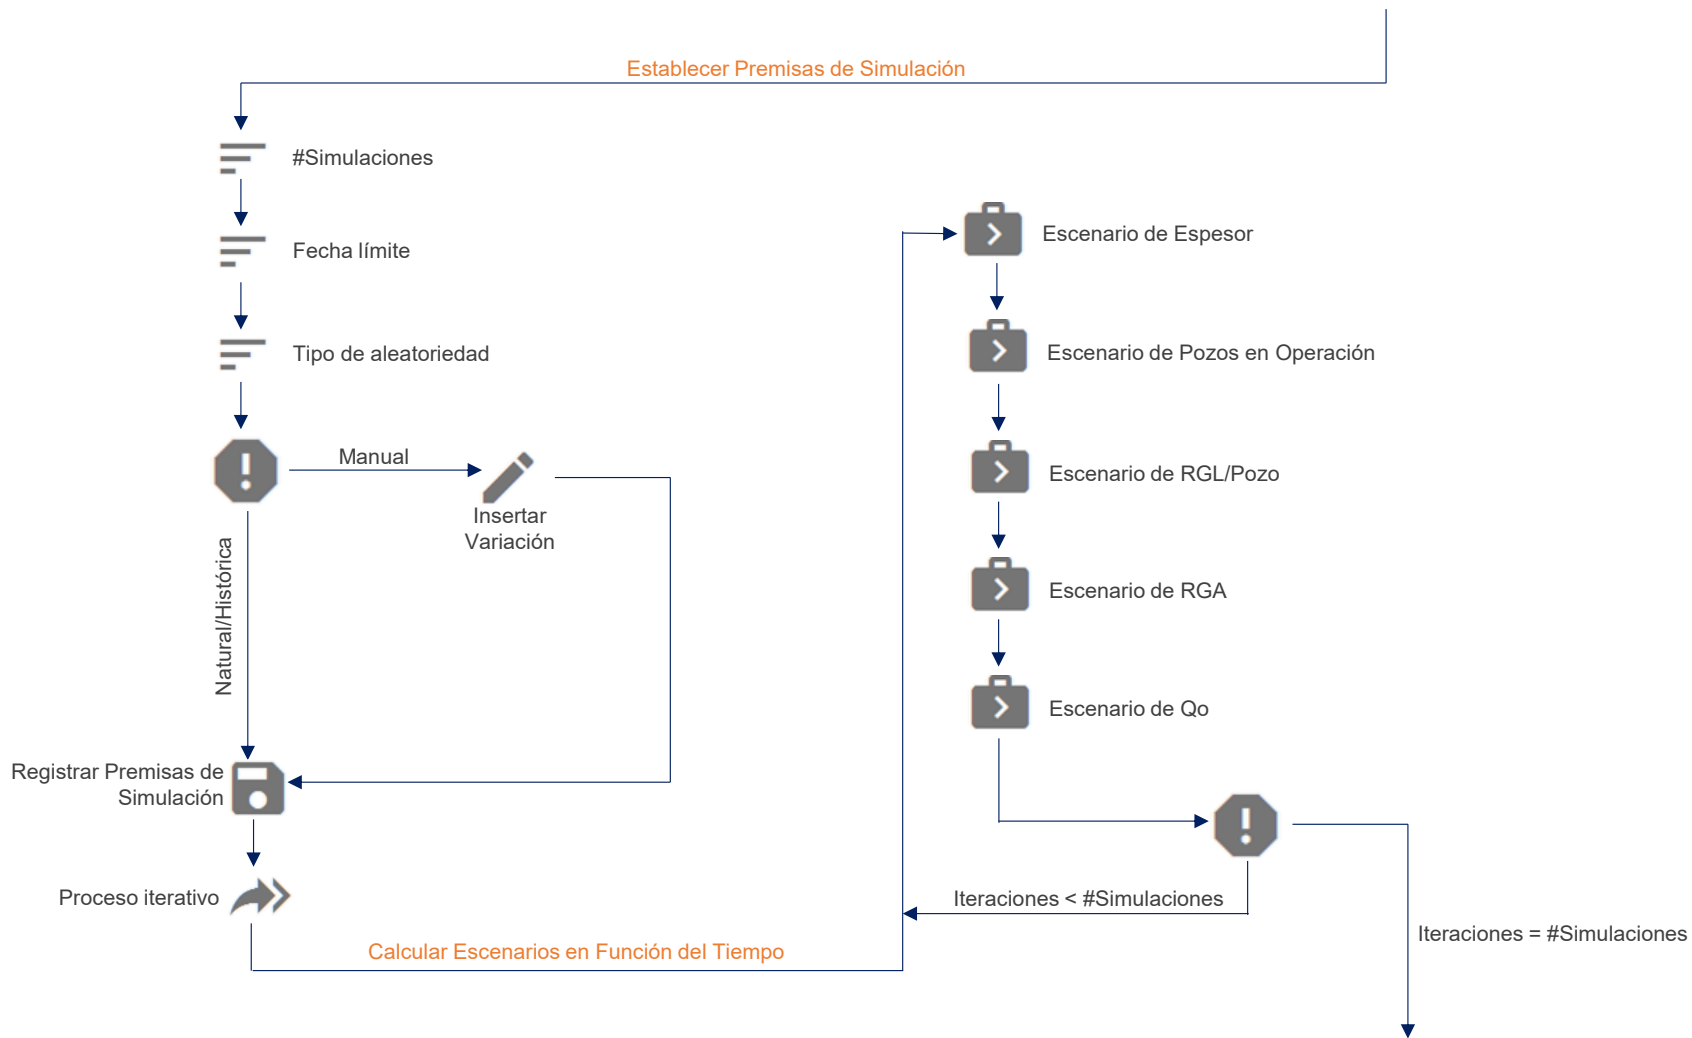 Establecer Premisas de Simulación
#Simulaciones
Fecha límite
Tipo de aleatoriedad
Manual
Insertar
Variación
Natural/Histórica
Registrar Premisas de
Simulación
Proceso iterativo
Calcular Escenarios en Función del Tiempo
Escenario de Espesor
Escenario de Pozos en Operación
Escenario de RGL/Pozo
Escenario de RGA
Escenario de Qo
Iteraciones < #Simulaciones
Iteraciones = #Simulaciones